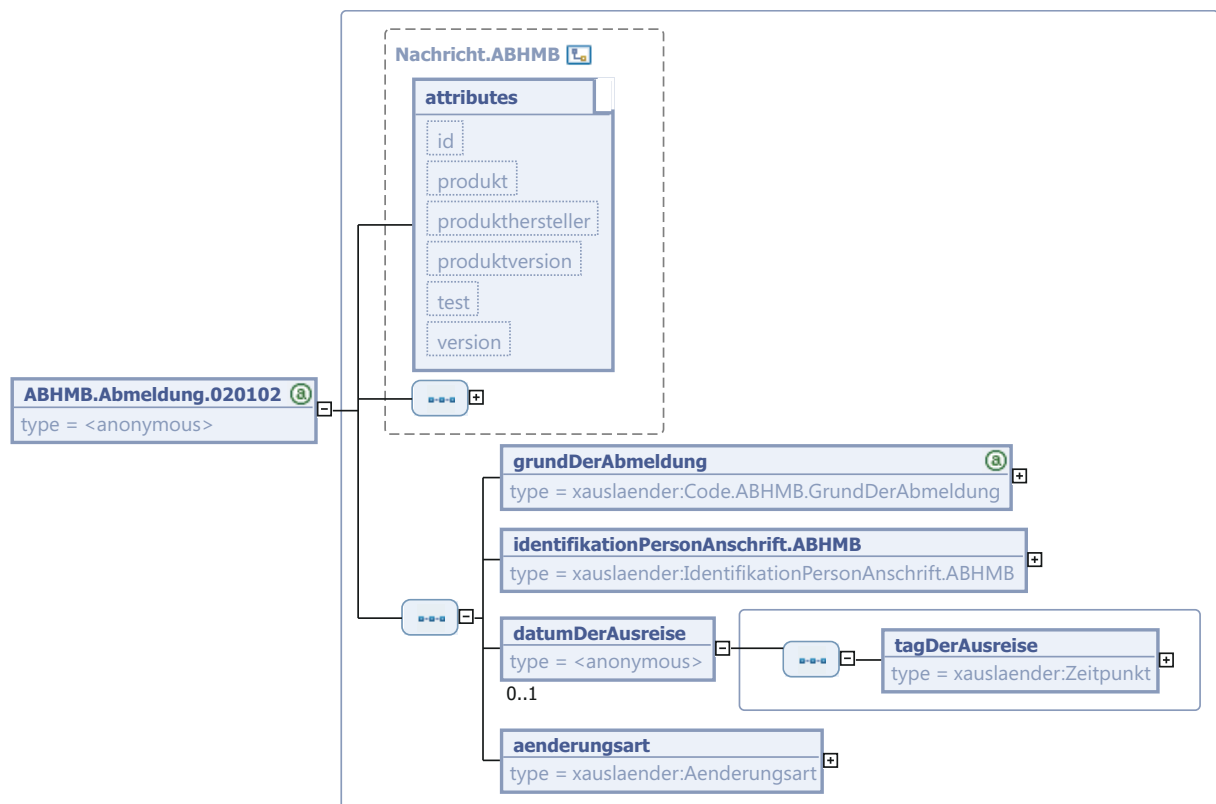 Nachricht.ABHMB
attributes
id
produkt
produkthersteller
produktversion
test
version
ABHMB.Abmeldung.020102
type = <anonymous>
grundDerAbmeldung
type = xauslaender:Code.ABHMB.GrundDerAbmeldung
identifikationPersonAnschrift.ABHMB
type = xauslaender:IdentifikationPersonAnschrift.ABHMB
datumDerAusreise
type = <anonymous>
0..1
tagDerAusreise
type = xauslaender:Zeitpunkt
aenderungsart
type = xauslaender:Aenderungsart